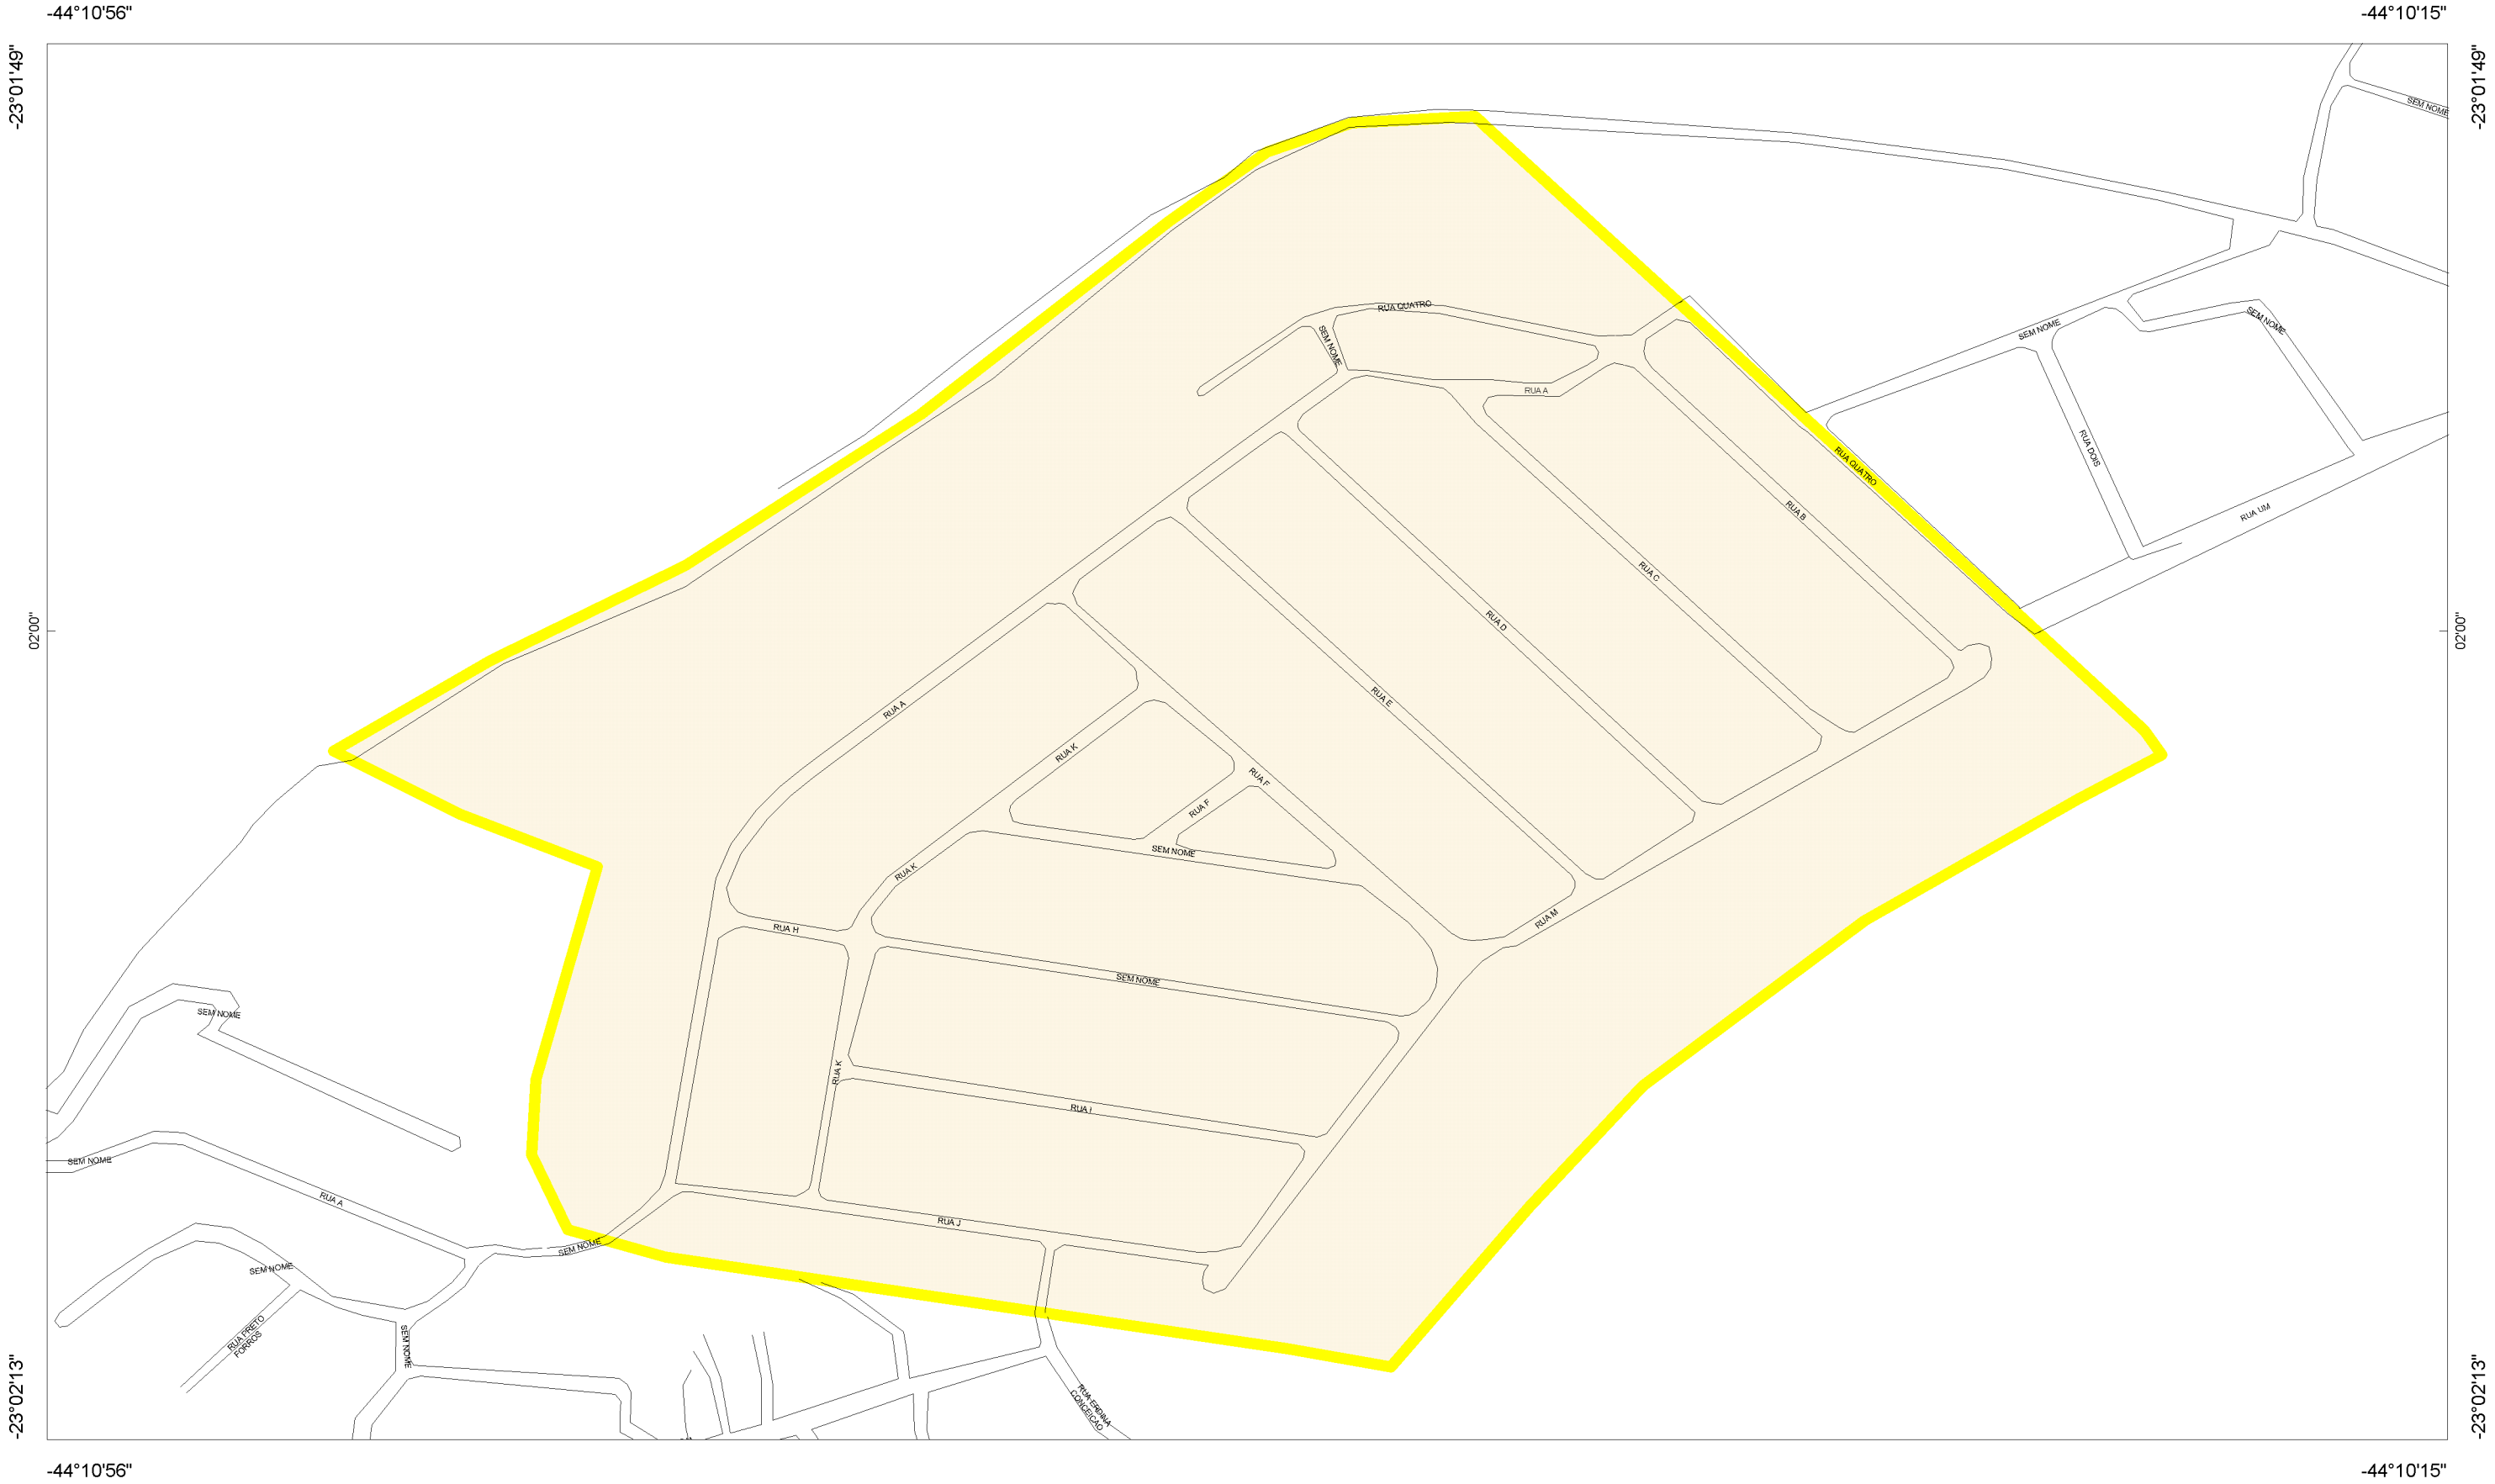 -44°10'56"
-44°10'15"
-23°01'49"
-23°01'49"
SEM NOME
RUA QUATRO
SEM NOME
SEM NOME
SEM NOME
RUA A
RUA DOIS
RUA QUATRO
RUA B
RUA UM
RUA C
RUA D
02'00"
02'00"
RUA E
RUA A
RUA K
RUA F
RUA F
SEM NOME
RUA K
RUA M
RUA H
SEM NOME
SEM NOME
RUA K
RUA I
SEM NOME
RUA A
RUA J
SEM NOME
SEM NOME
RUA PRETO
FORROS
SEM NOME
RUA ERDINA
CONCEICAO
-23°02'13"
-23°02'13"
-44°10'56"
-44°10'15"